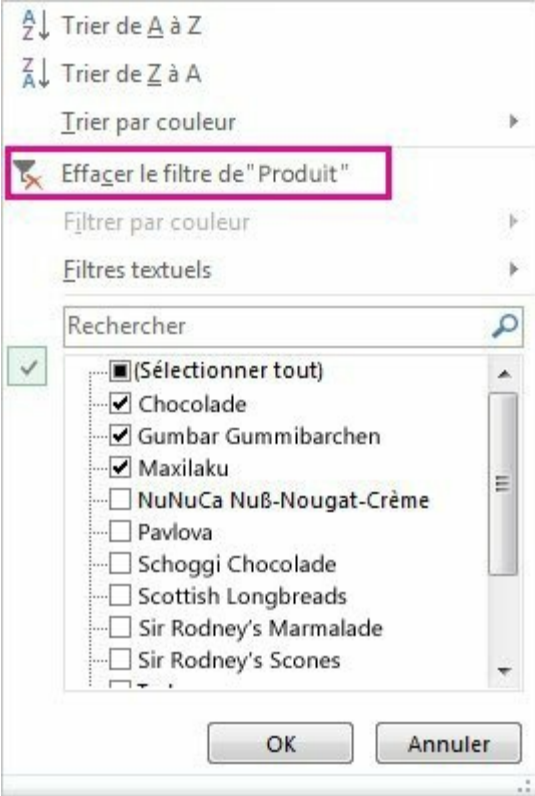 Trier de A à Z
Trier de Z à A
Trier par couleur
Effacer le filtre de"Produit"
Filtrer par couleur
Filtres textuels
Rechercher
(Sélectionner tout)
Chocolade
Gumbar Gummibarchen
Maxilaku
NuNuCa Nuß-Nougat-Crème
Pavlova
Schoggi Chocolade
Scottish Longbreads
Sir Rodney's Marmalade
Sir Rodney's Scones
OK
Annuler